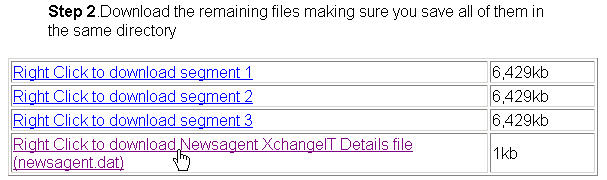 Step 2.Download the remaining files making sure you save all of them in
the same directory
Right Click to download segment 1 6,429kb
Right Click to download segment 2 6,429kb
Right Click to download segment 3 6,429kb
Right Click to download Newsagent XchangeIT Details file
(newsagent.dat) 1kb